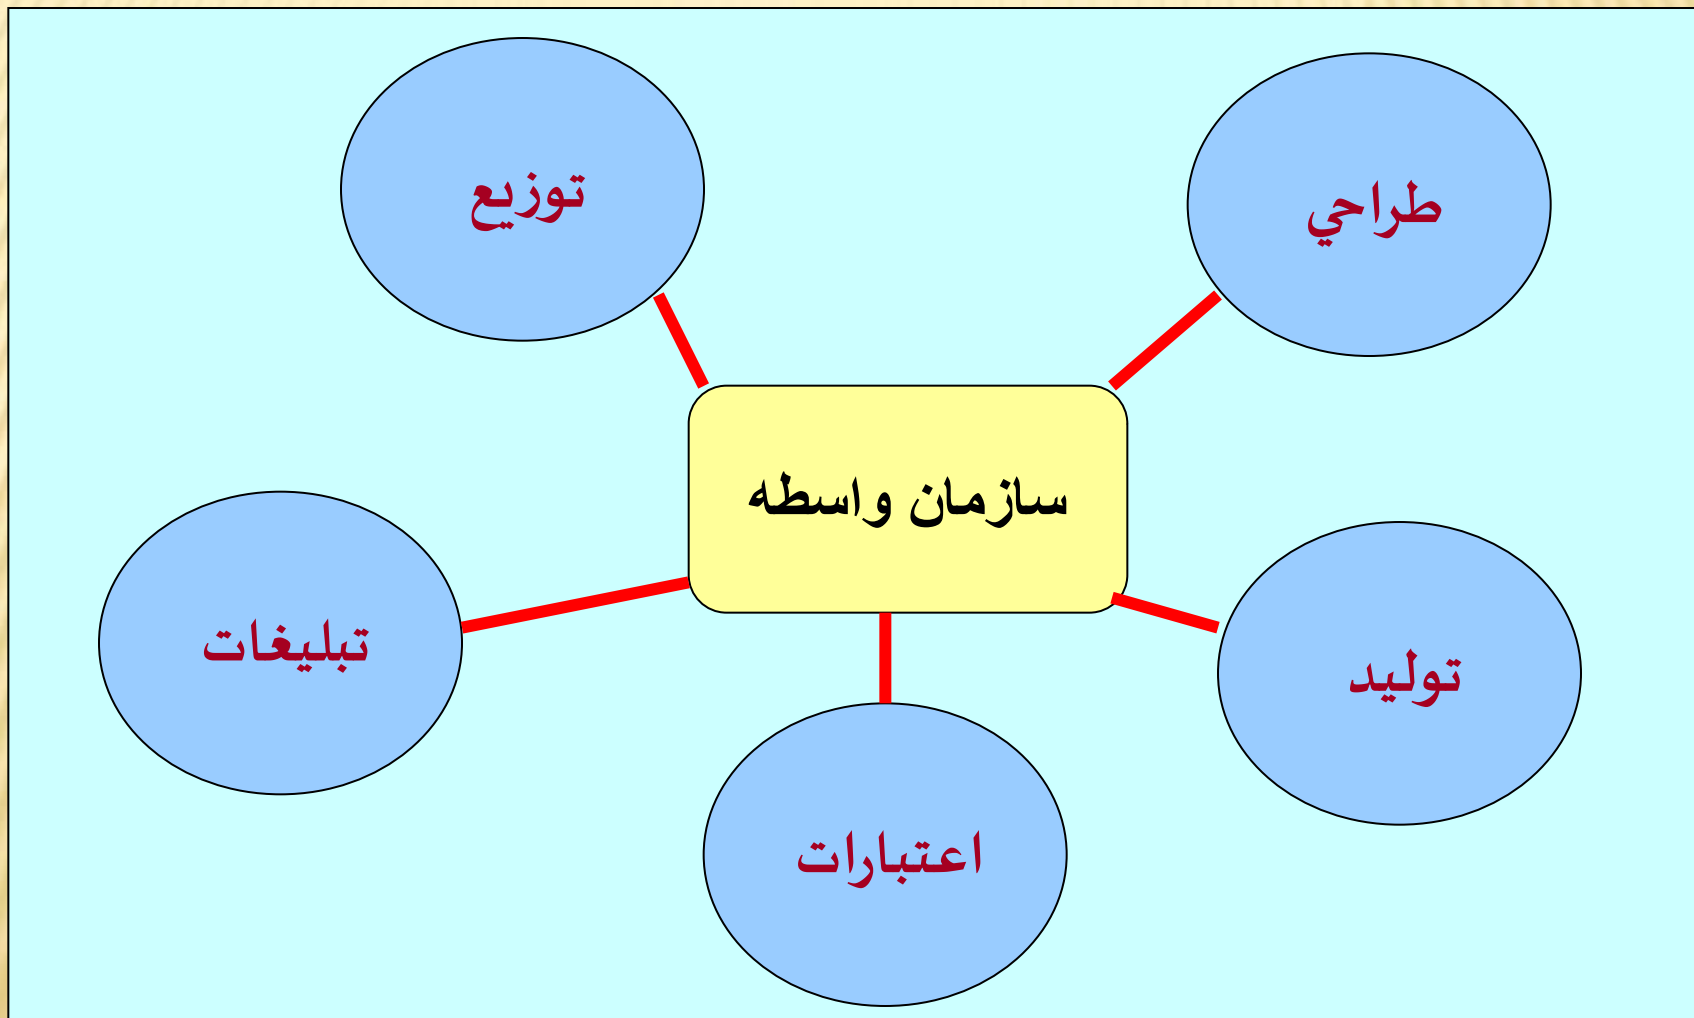 طراحي
توزيع
سازمان واسطه
توليد
تبليغات
اعتبارات